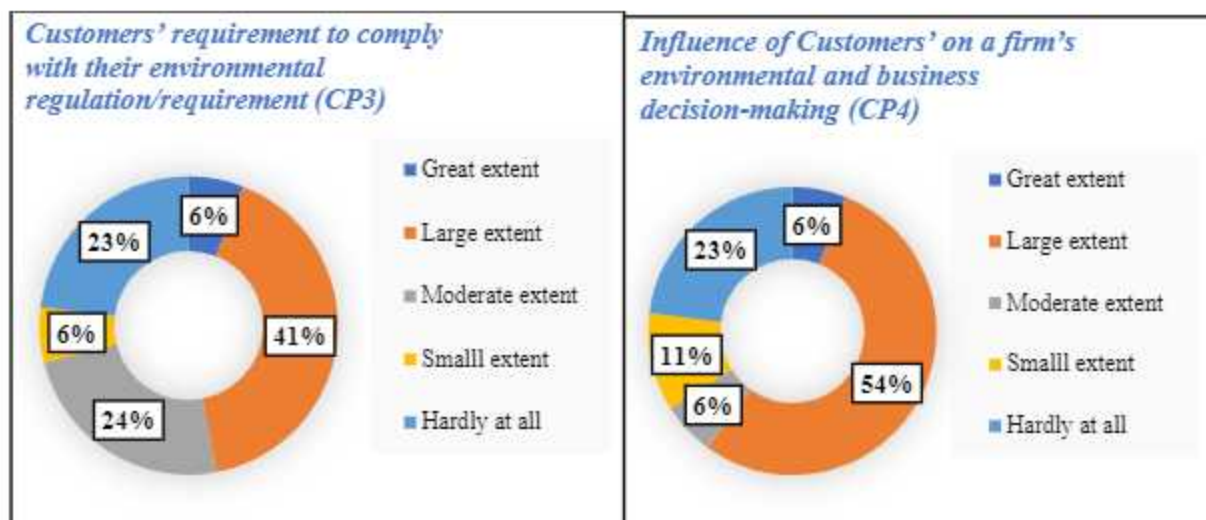 Customers' requirement to comply
with their environmental
regulation/requirement (CP3)
6%
23%
6%
41%
24%
Great extent
Large extent
Moderate extent
Smalll extent
Hardly at all
Influence of Customers' on a firm's
environmental and business
decision-making (CP4)
6%
23%
11%
6%
54%
Great extent
Large extent
Moderate extent
Smalll extent
Hardly at all